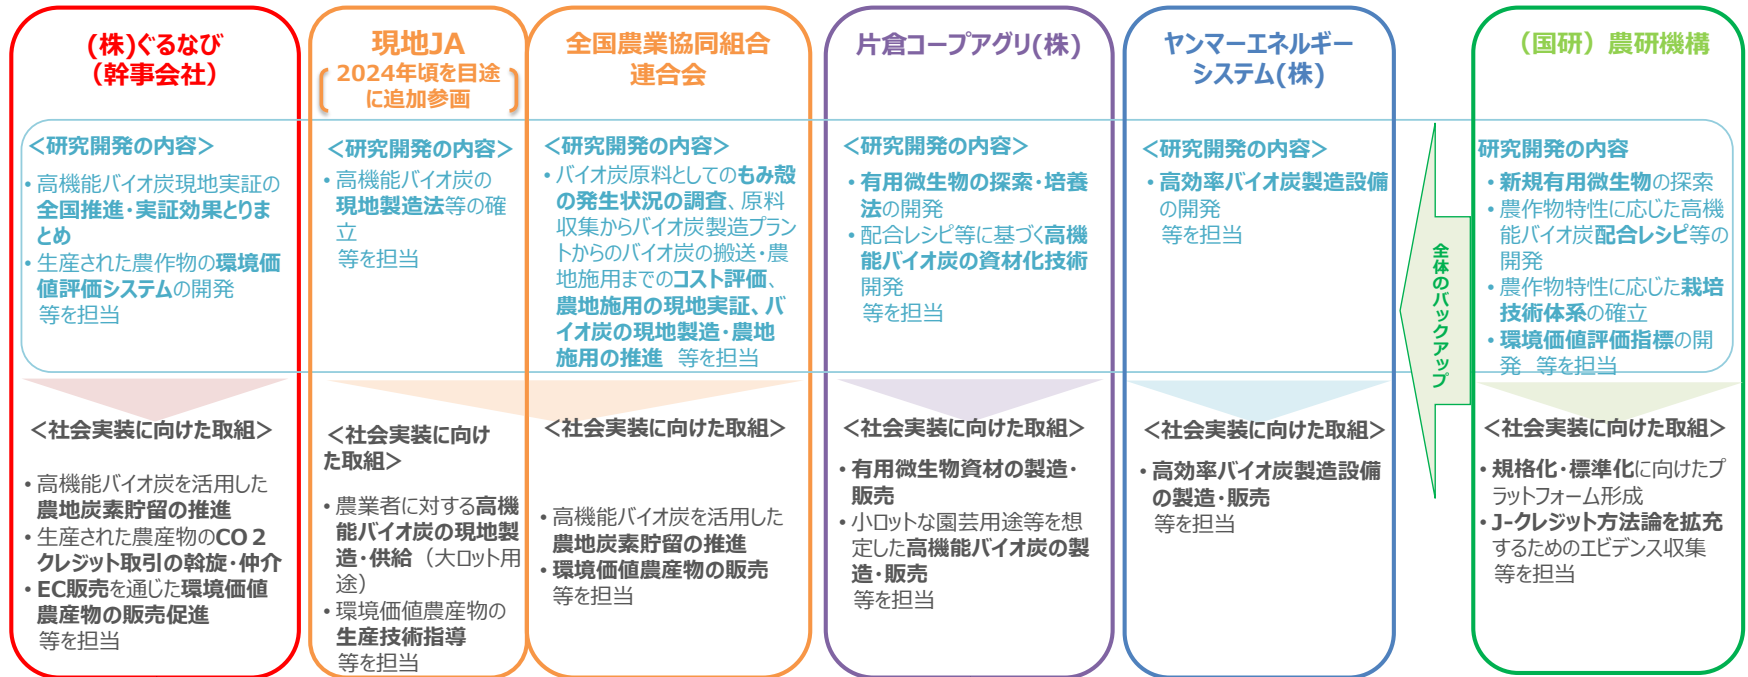 (株)ぐるなび
（幹事会社）
<研究開発の内容>
・高機能バイオ炭現地実証の
全国推進・実証効果とりま
とめ
・生産された農作物の環境価
値評価システムの開発
等を担当
<社会実装に向けた取組>
・高機能バイオ炭を活用した
農地炭素貯留の推進
・生産された農産物のCO２
クレジット取引の斡旋・仲介
・EC販売を通じた環境価値
農産物の販売促進
等を担当
現地JA
2024年頃を目途
に追加参画
<研究開発の内容>
・高機能バイオ炭の
現地製造法等の確
立
等を担当
<社会実装に向け
た取組>
・農業者に対する高機
能バイオ炭の現地製
造・供給（大ロット用
途）
・環境価値農産物の
生産技術指導
等を担当
全国農業協同組合
連合会
<研究開発の内容>
・バイオ炭原料としてのもみ殻
の発生状況の調査、原料
収集からバイオ炭製造プラン
トからのバイオ炭の搬送・農
地施用までのコスト評価、
農地施用の現地実証、バ
イオ炭の現地製造・農地
施用の推進　等を担当
<社会実装に向けた取組>
・高機能バイオ炭を活用した
農地炭素貯留の推進
・環境価値農産物の販売
等を担当
片倉コープアグリ(株)
<研究開発の内容>
・有用微生物の探索・培養
法の開発
・配合レシピ等に基づく高機
能バイオ炭の資材化技術
開発
等を担当
<社会実装に向けた取組>
・有用微生物資材の製造・
販売
・小ロットな園芸用途等を想
定した高機能バイオ炭の製
造・販売
等を担当
ヤンマーエネルギー
システム(株)
<研究開発の内容>
・高効率バイオ炭製造設備
の開発
等を担当
<社会実装に向けた取組>
・高効率バイオ炭製造設備
の製造・販売
等を担当
全体のバックアップ
（国研）農研機構
研究開発の内容
・新規有用微生物の探索
・農作物特性に応じた高機
能バイオ炭配合レシピ等の
開発
・農作物特性に応じた栽培
技術体系の確立
・環境価値評価指標の開
発　等を担当
<社会実装に向けた取組>
・規格化・標準化に向けたプ
ラットフォーム形成
・J-クレジット方法論を拡充
するためのエビデンス収集
等を担当